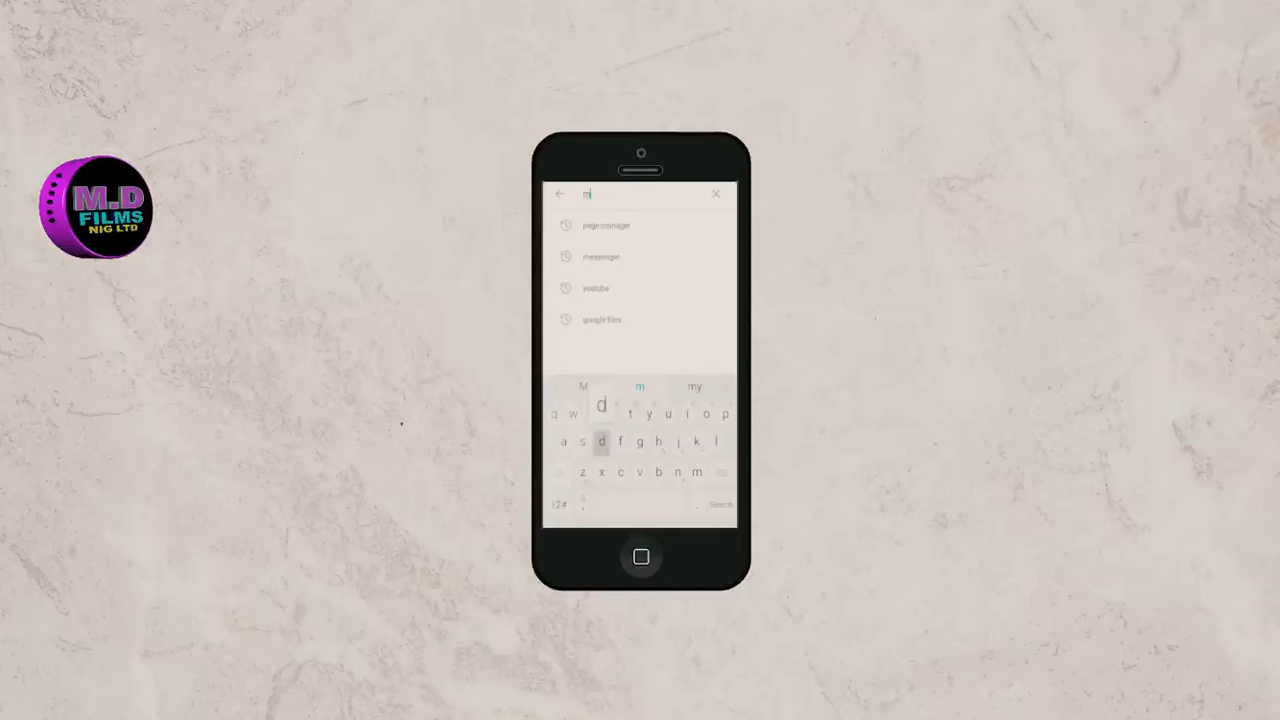 M.D
FILMS
NIG LTD
m
page manager
messenger
youtube
google files
M m my
d
q w t y u i o p
a s d f g h j k l
z x c v b n m
12# . Search